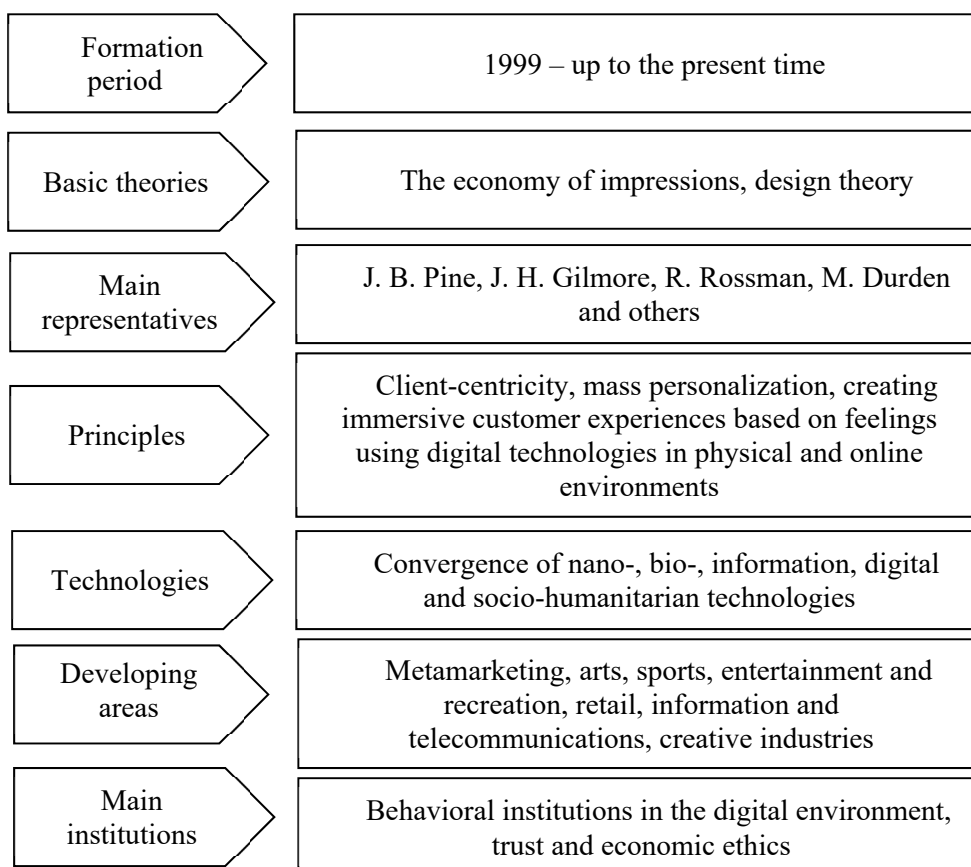 Formation
period
1999 – up to the present time
Basic theories
The economy of impressions, design theory
Main
representatives
J. B. Pine, J. H. Gilmore, R. Rossman, M. Durden
and others
Principles
Client-centricity, mass personalization, creating
immersive customer experiences based on feelings
using digital technologies in physical and online
environments
Technologies
Convergence of nano-, bio-, information, digital
and socio-humanitarian technologies
Developing
areas
Metamarketing, arts, sports, entertainment and
recreation, retail, information and
telecommunications, creative industries
Main
institutions
Behavioral institutions in the digital environment,
trust and economic ethics